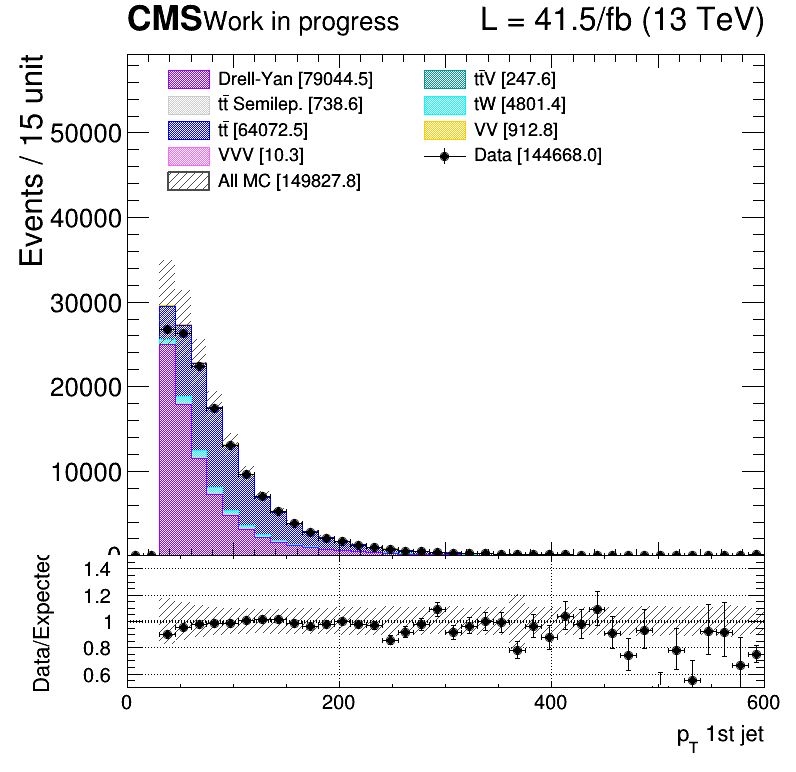 CMS Work in progress L = 41.5/fb (13 TeV)
Events / 15 unit
Drell-Yan [79044.5]
tt̄ Semilep. [738.6]
tt̄ [64072.5]
VVV [10.3]
All MC [149827.8]
tt̄V [247.6]
tW [4801.4]
VV [912.8]
Data [144668.0]
50000
40000
30000
20000
10000
0
Data/Expected
1.4
1.2
1
0.8
0.6
0 200 400 600
p_T 1st jet